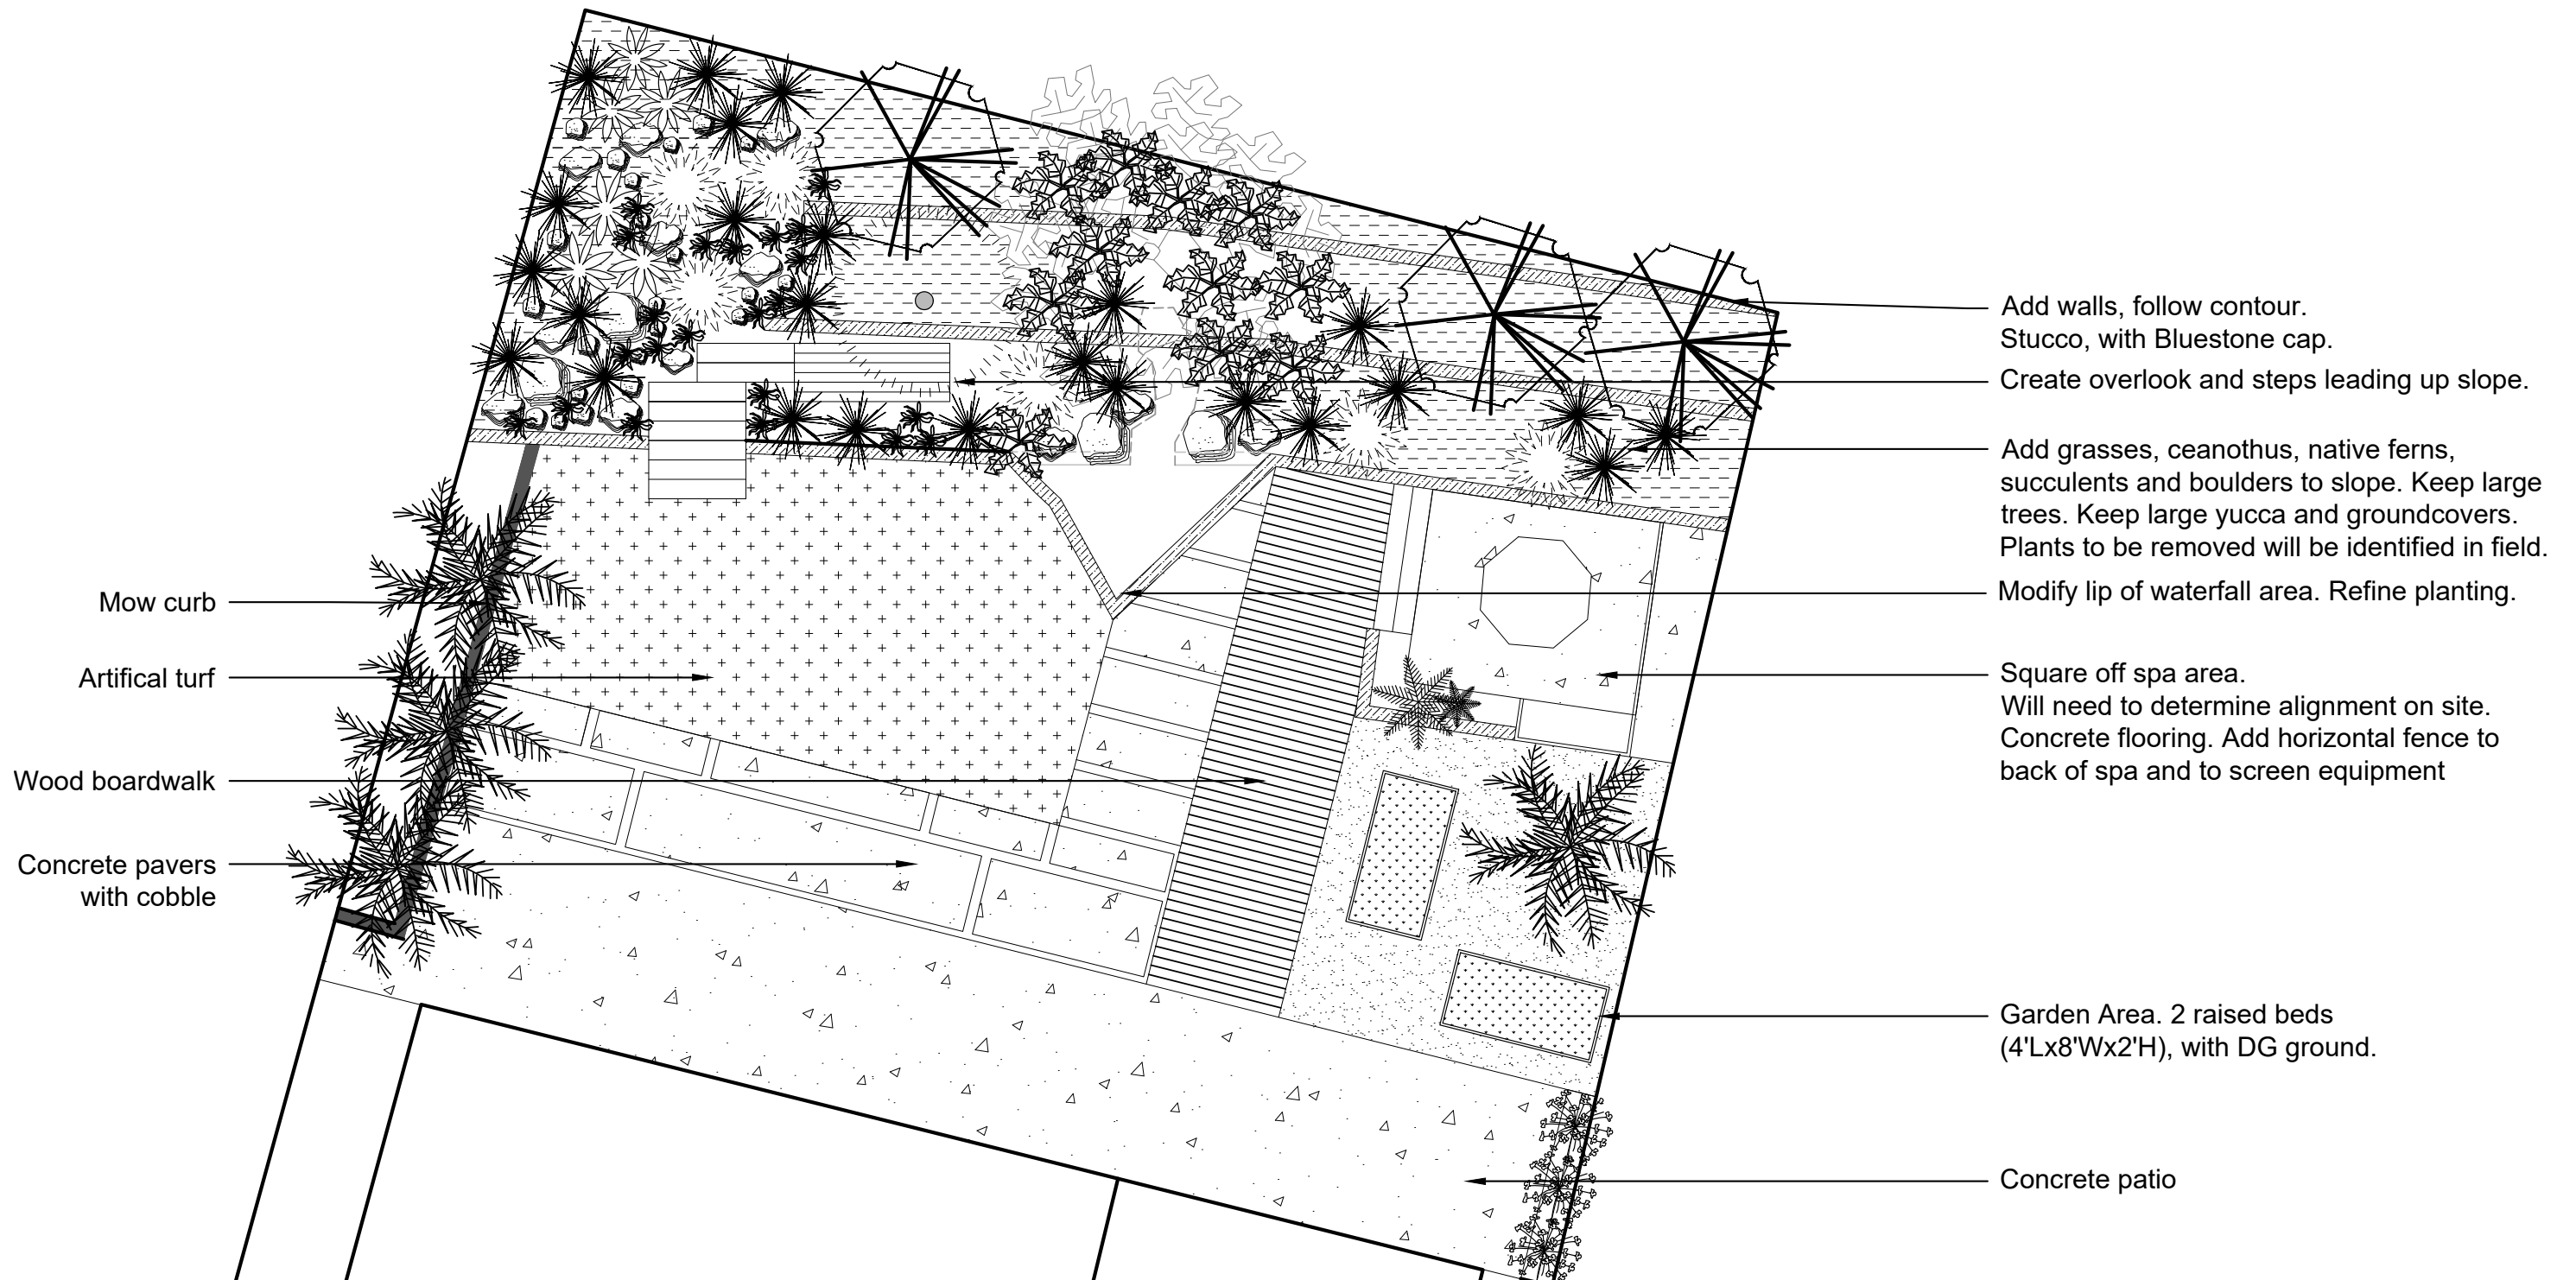 Mow curb
Artifical turf
Wood boardwalk
Concrete pavers
with cobble
Add walls, follow contour.
Stucco, with Bluestone cap.
Create overlook and steps leading up slope.
Add grasses, ceanothus, native ferns,
succulents and boulders to slope. Keep large
trees. Keep large yucca and groundcovers.
Plants to be removed will be identified in field.
Modify lip of waterfall area. Refine planting.
Square off spa area.
Will need to determine alignment on site.
Concrete flooring. Add horizontal fence to
back of spa and to screen equipment
Garden Area. 2 raised beds
(4'Lx8'Wx2'H), with DG ground.
Concrete patio